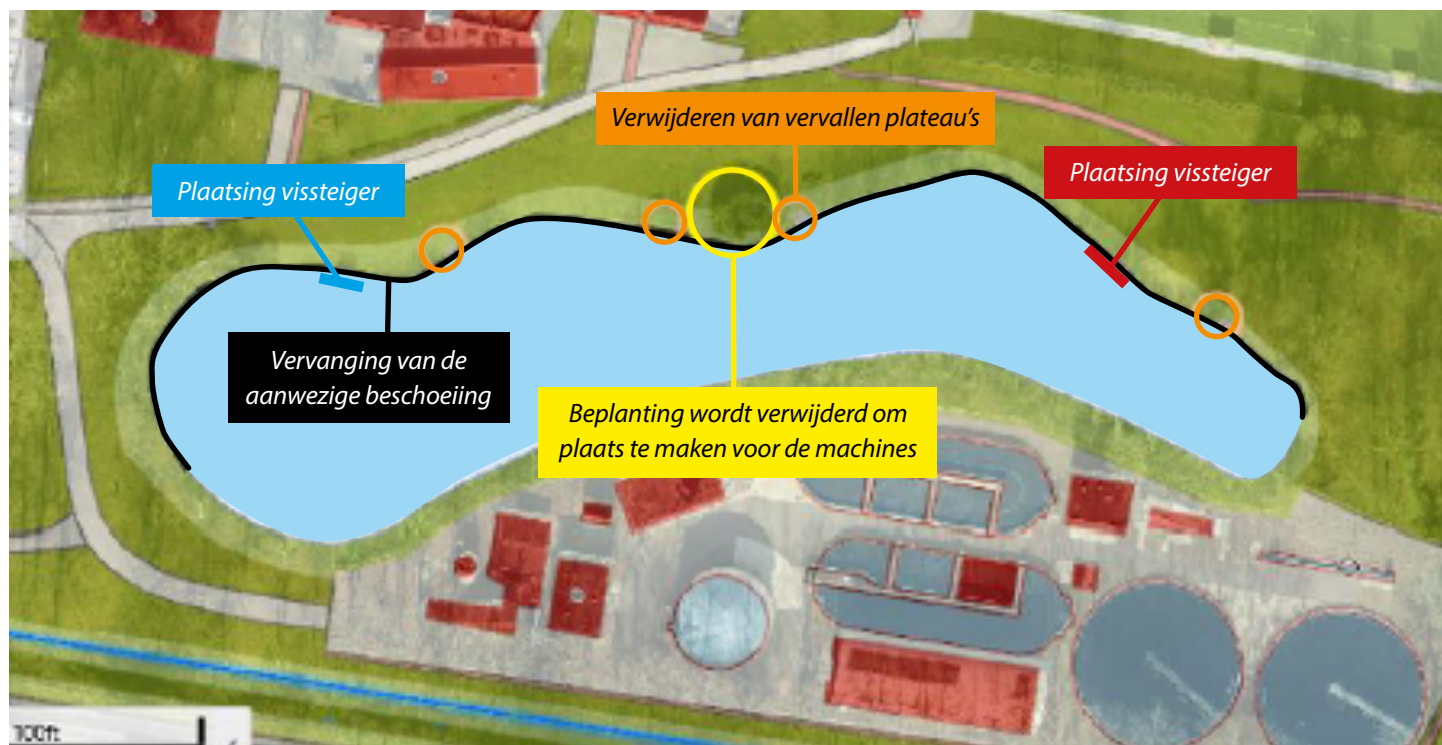 Verwijderen van vervallen plateau's
Plaatsing vissteiger
Plaatsing vissteiger
Vervanging van de
aanwezige beschoeiing
Beplanting wordt verwijderd om
plaats te maken voor de machines
100ft